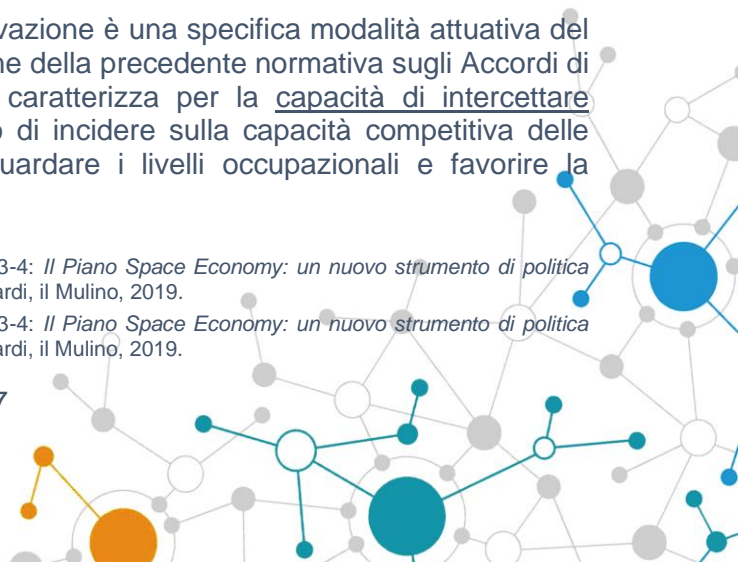 vazione è una specifica modalità attuativa del
ne della precedente normativa sugli Accordi di
caratterizza per la capacità di intercettare
o di incidere sulla capacità competitiva delle
uardare i livelli occupazionali e favorire la
3-4: Il Piano Space Economy: un nuovo strumento di politica
ardi, il Mulino, 2019.
3-4: Il Piano Space Economy: un nuovo strumento di politica
ardi, il Mulino, 2019.
7